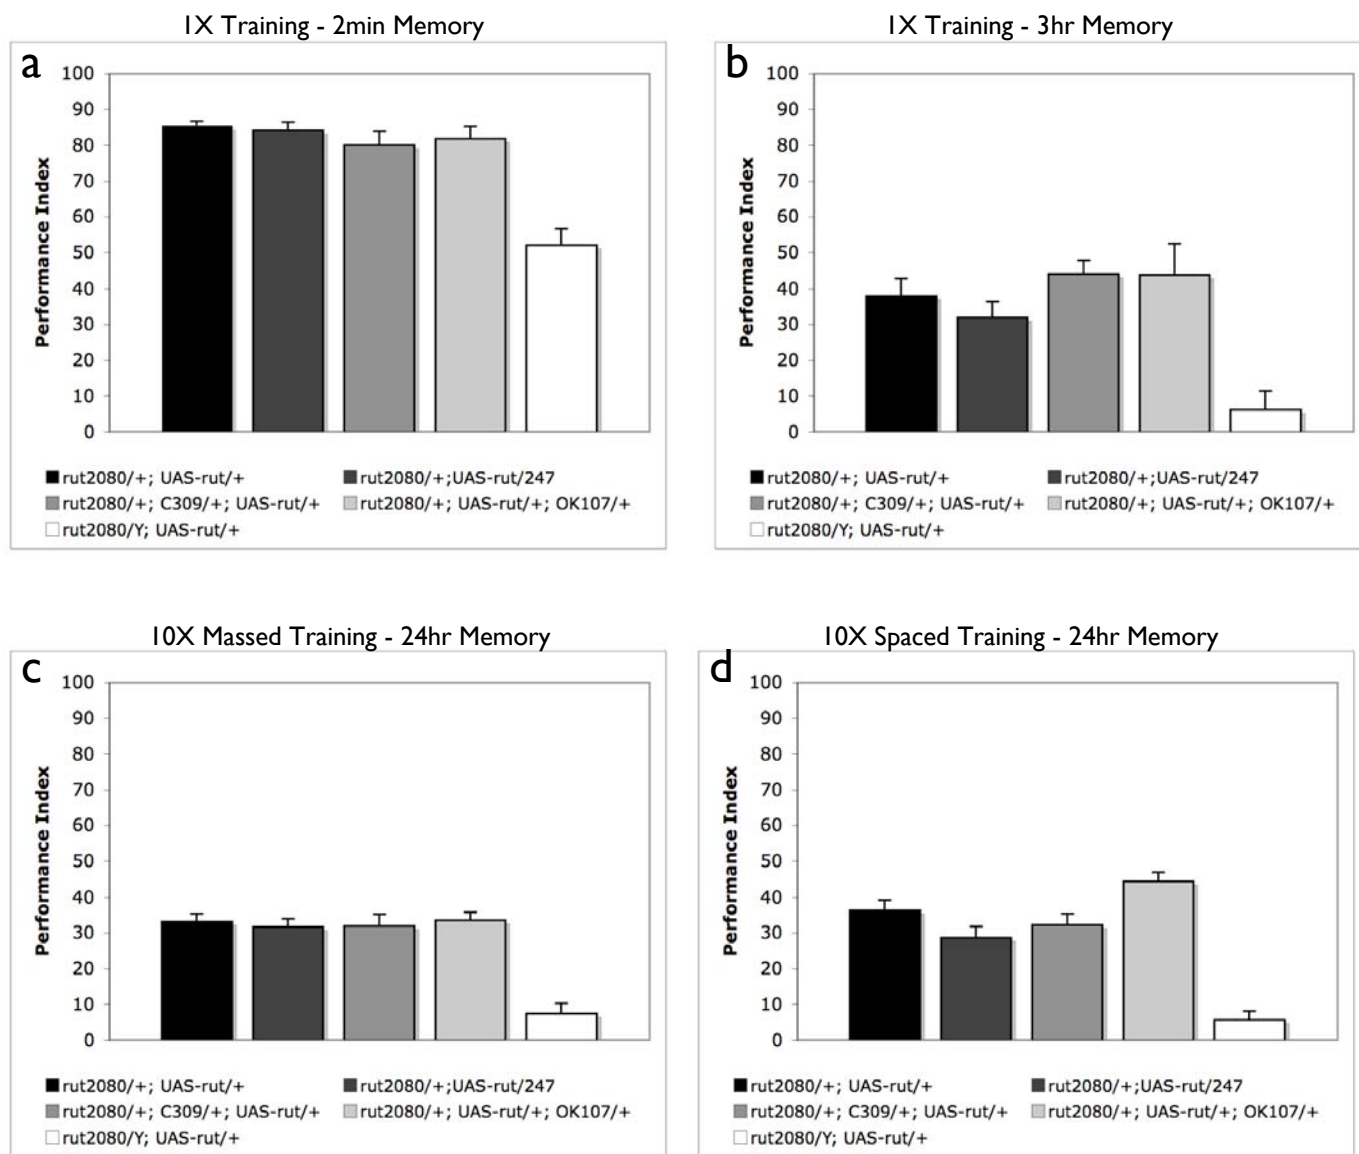 1X Training - 2min Memory
a
100
90
80
70
60
50
40
30
20
10
0
Performance Index
rut2080/+; UAS-rut/+ rut2080/+;UAS-rut/247
rut2080/+; C309/+; UAS-rut/+ rut2080/+; UAS-rut/+; OK107/+
rut2080/Y; UAS-rut/+
1X Training - 3hr Memory
b
100
90
80
70
60
50
40
30
20
10
0
Performance Index
rut2080/+; UAS-rut/+ rut2080/+;UAS-rut/247
rut2080/+; C309/+; UAS-rut/+ rut2080/+; UAS-rut/+; OK107/+
rut2080/Y; UAS-rut/+
10X Massed Training - 24hr Memory
c
100
90
80
70
60
50
40
30
20
10
0
Performance Index
rut2080/+; UAS-rut/+ rut2080/+;UAS-rut/247
rut2080/+; C309/+; UAS-rut/+ rut2080/+; UAS-rut/+; OK107/+
rut2080/Y; UAS-rut/+
10X Spaced Training - 24hr Memory
d
100
90
80
70
60
50
40
30
20
10
0
Performance Index
rut2080/+; UAS-rut/+ rut2080/+;UAS-rut/247
rut2080/+; C309/+; UAS-rut/+ rut2080/+; UAS-rut/+; OK107/+
rut2080/Y; UAS-rut/+